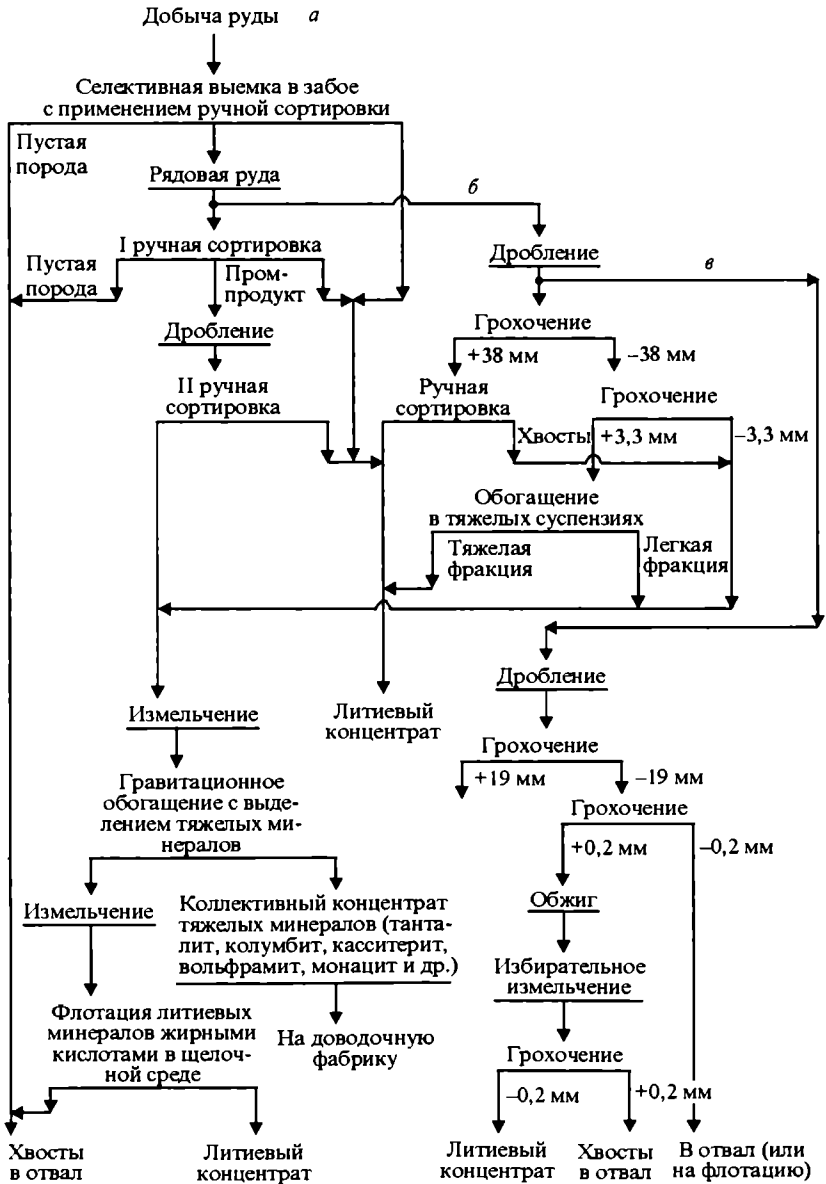 Добыча руды а
Селективная выемка в забое
с применением ручной сортировки
Пустая
порода
Рядовая руда
б
I ручная сортировка
Пустая
порода
Пром-
продукт
Дробление
в
Дробление
Грохочение
+38 мм
–38 мм
II ручная
сортировка
Ручная
сортировка
Грохочение
Хвосты
+3,3 мм
–3,3 мм
Обогащение
в тяжелых суспензиях
Тяжелая
фракция
Легкая
фракция
Дробление
Измельчение
Литиевый
концентрат
Грохочение
+19 мм
–19 мм
Гравитационное
обогащение с выде-
лением тяжелых ми-
нералов
Грохочение
+0,2 мм
–0,2 мм
Измельчение
Коллективный концентрат
тяжелых минералов (танта-
лит, колумбит, касситерит,
вольфрамит, монацит и др.)
Обжиг
Избирательное
измельчение
Флотация литиевых
минералов жирными
кислотами в щелоч-
ной среде
На доводочную
фабрику
Грохочение
–0,2 мм
+0,2 мм
Хвосты
в отвал
Литиевый
концентрат
Литиевый
концентрат
Хвосты
в отвал
В отвал (или
на флотацию)